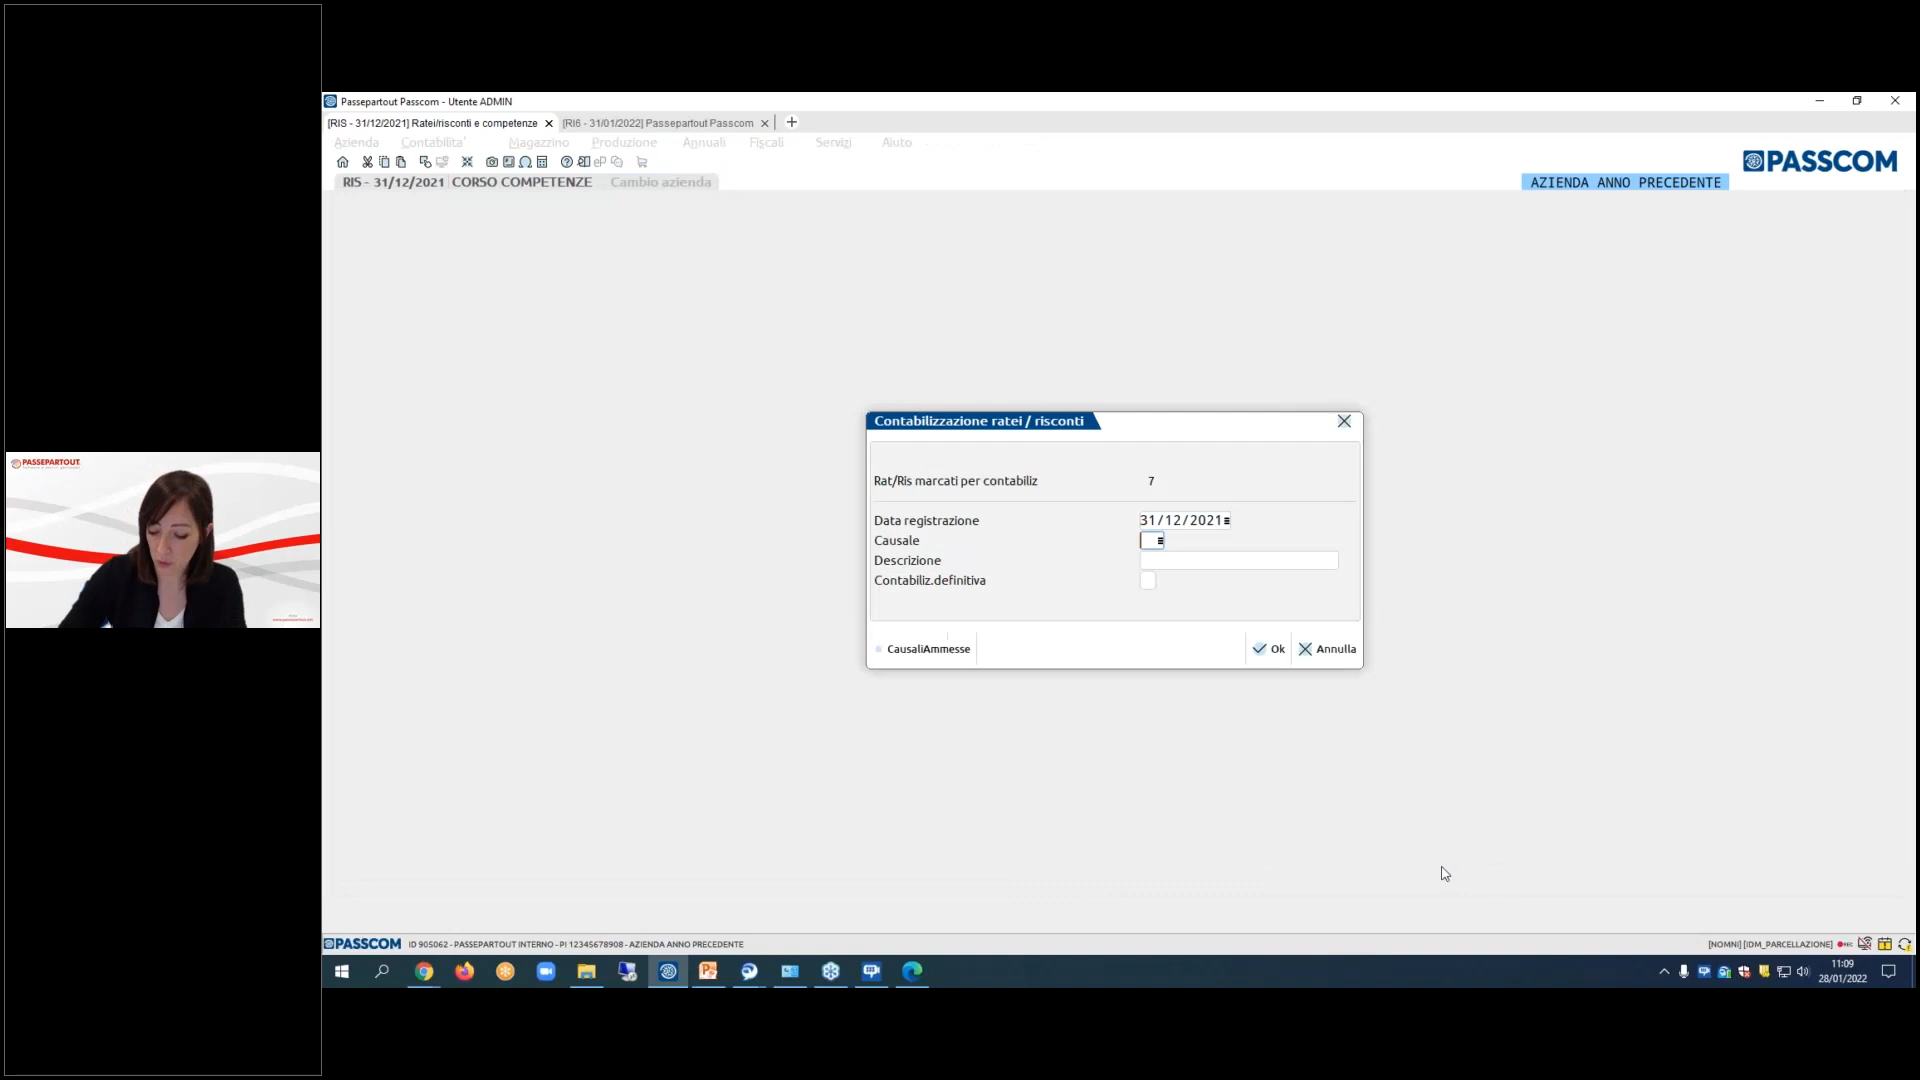 Passepartout Passcom - Utente ADMIN
[RIS - 31/12/2021] Ratei/risconti e competenze
[RI6 - 31/01/2022] Passepartout Passcom
Azienda Contabilita' Magazzino Produzione Annuali Fiscali Servizi Aiuto
PASSCOM
RIS - 31/12/2021 CORSO COMPETENZE Cambio azienda
AZIENDA ANNO PRECEDENTE
Contabilizzazione ratei / risconti
Rat/Ris marcati per contabiliz 7
Data registrazione 31/12/2021
Causale
Descrizione
Contabiliz.definitiva
CausaliAmmesse
Ok
Annulla
PASSEPARTOUT
PASSCOM ID 905062 - PASSEPARTOUT INTERNO - PI 12345678908 - AZIENDA ANNO PRECEDENTE
[NOMNI] [IDM_PARCELLAZIONE] REC
11:09
28/01/2022